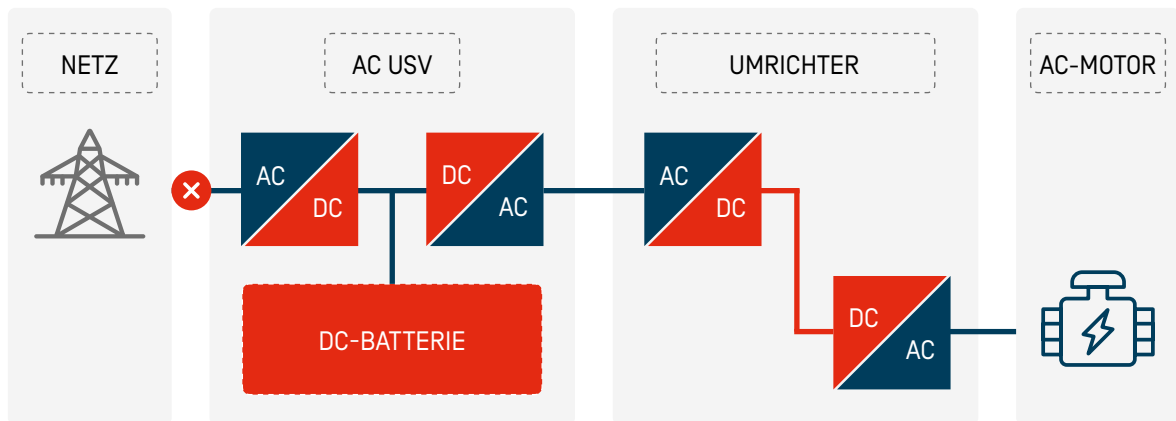 NETZ
AC USV
UMRICHTER
AC-MOTOR
AC
DC
DC
AC
AC
DC
DC-BATTERIE
DC
AC